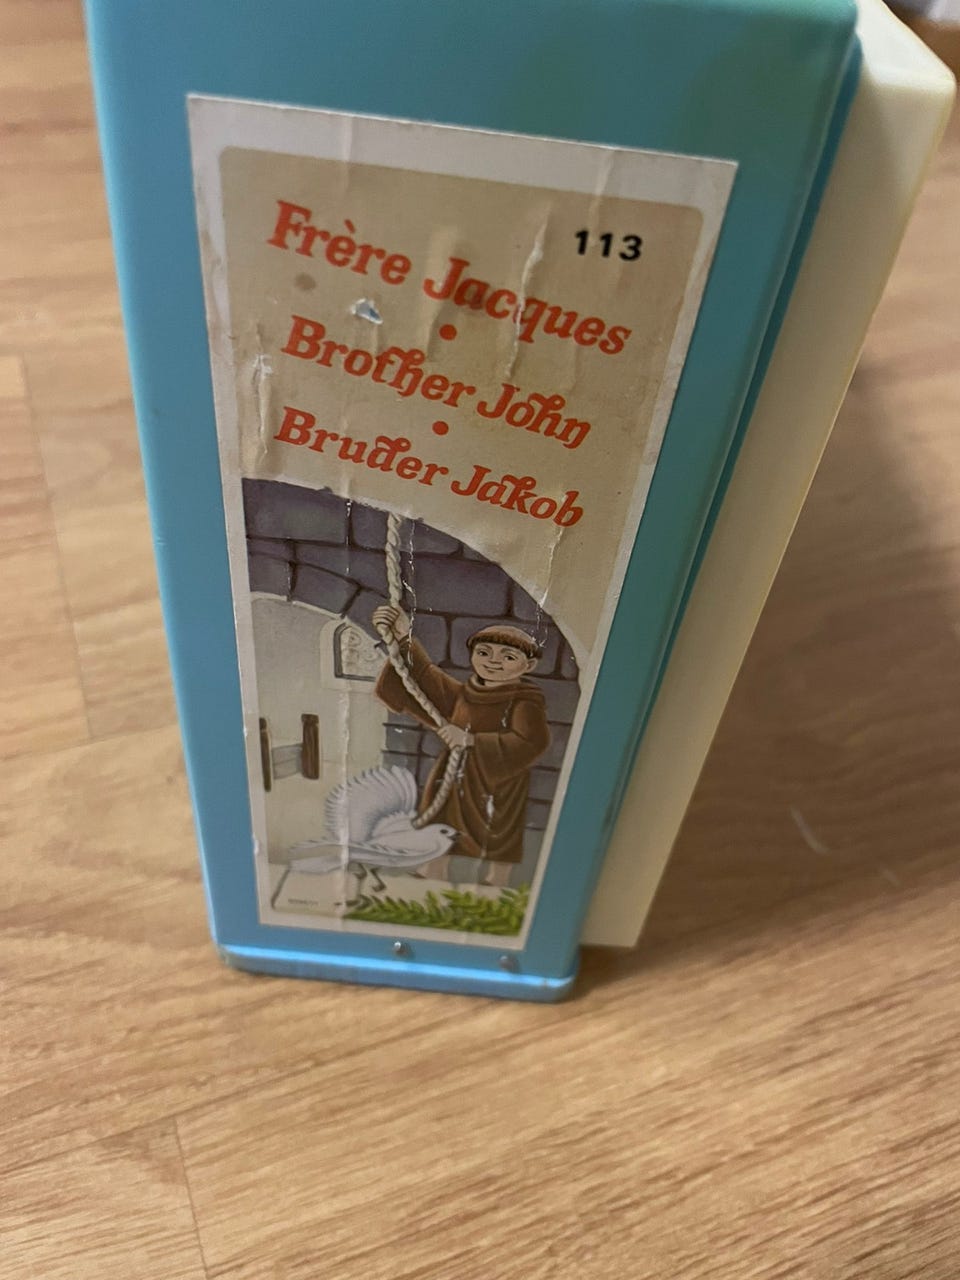 113
Frère Jacques
•
Brother John
•
Bruder Jakob